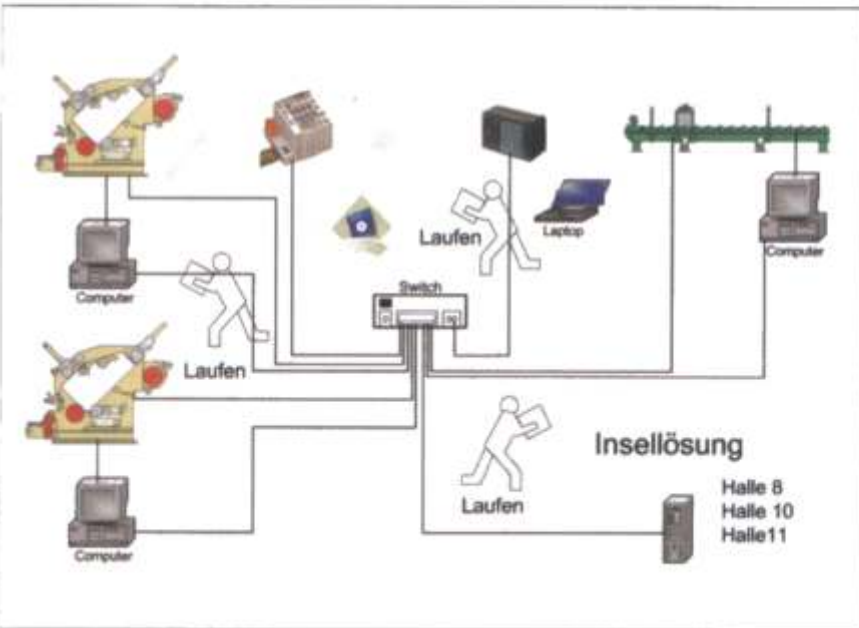 Laufen
Laptop
Computer
Computer
Switch
Laufen
Insellösung
Laufen
Halle 8
Halle 10
Halle11
Computer